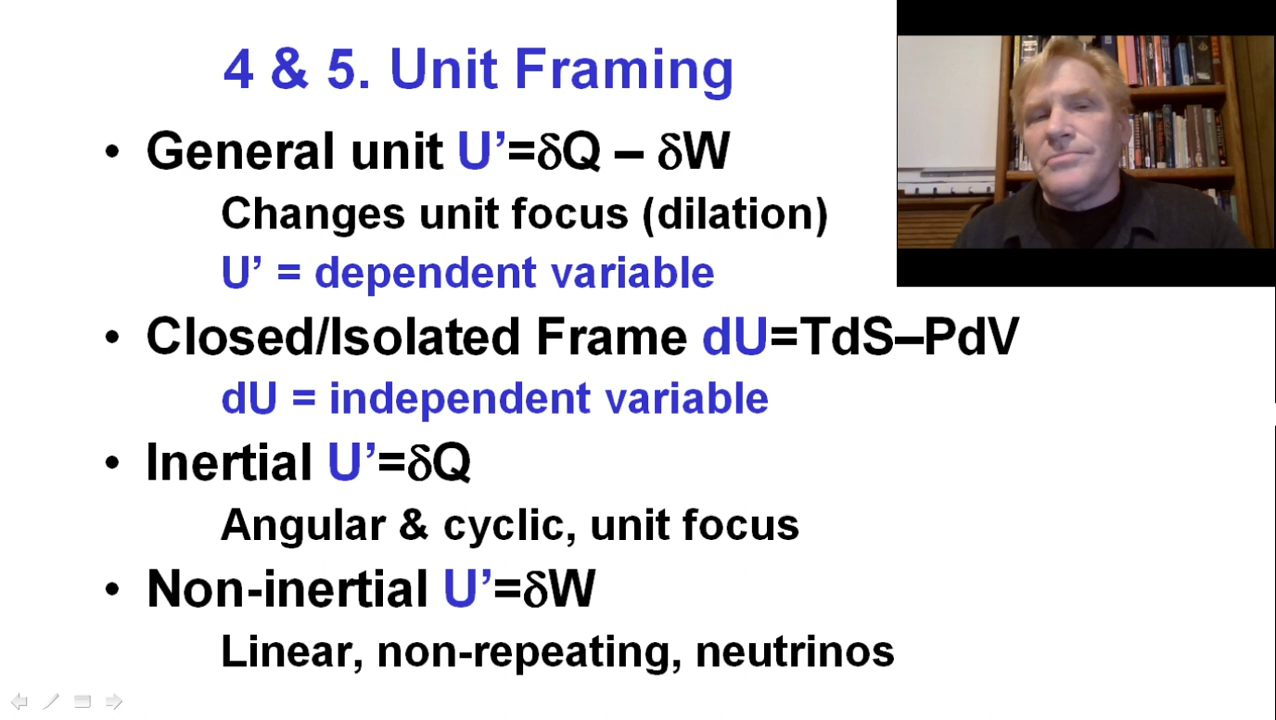 4 & 5. Unit Framing
• General unit U’=δQ – δW
Changes unit focus (dilation)
U’ = dependent variable
• Closed/Isolated Frame dU=TdS–PdV
dU = independent variable
• Inertial U’=δQ
Angular & cyclic, unit focus
• Non-inertial U’=δW
Linear, non-repeating, neutrinos